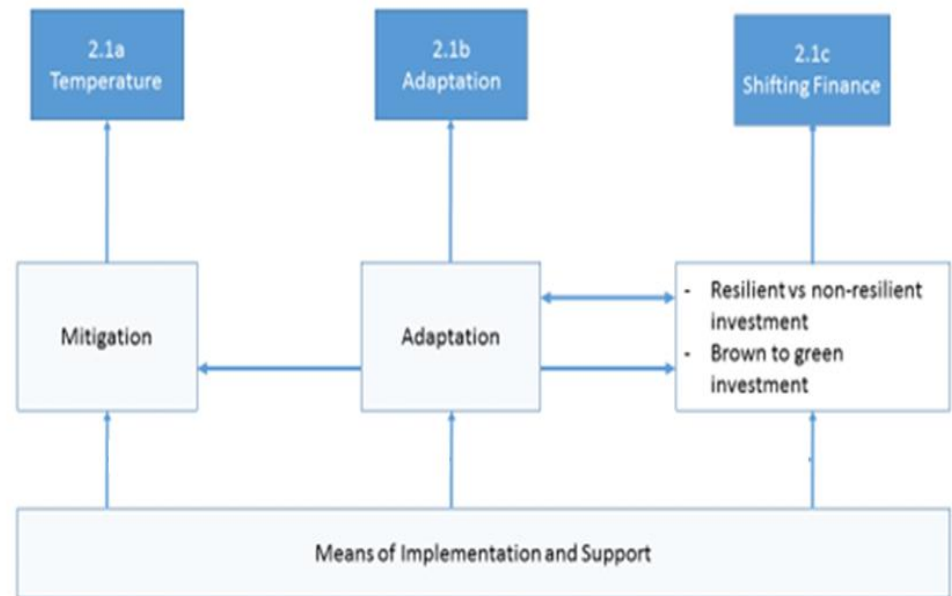 2.1a
Temperature
2.1b
Adaptation
2.1c
Shifting Finance
Mitigation
Adaptation
- Resilient vs non-resilient
investment
- Brown to green
investment
Means of Implementation and Support